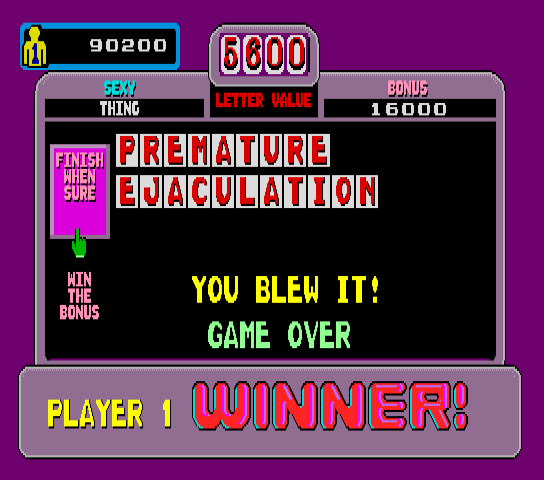 90200
5600
LETTER VALUE
SEXY
THING
BONUS
16000
FINISH
WHEN
SURE
PREMATURE
EJACULATION
WIN
THE
BONUS
YOU BLEW IT!
GAME OVER
PLAYER 1 WINNER!